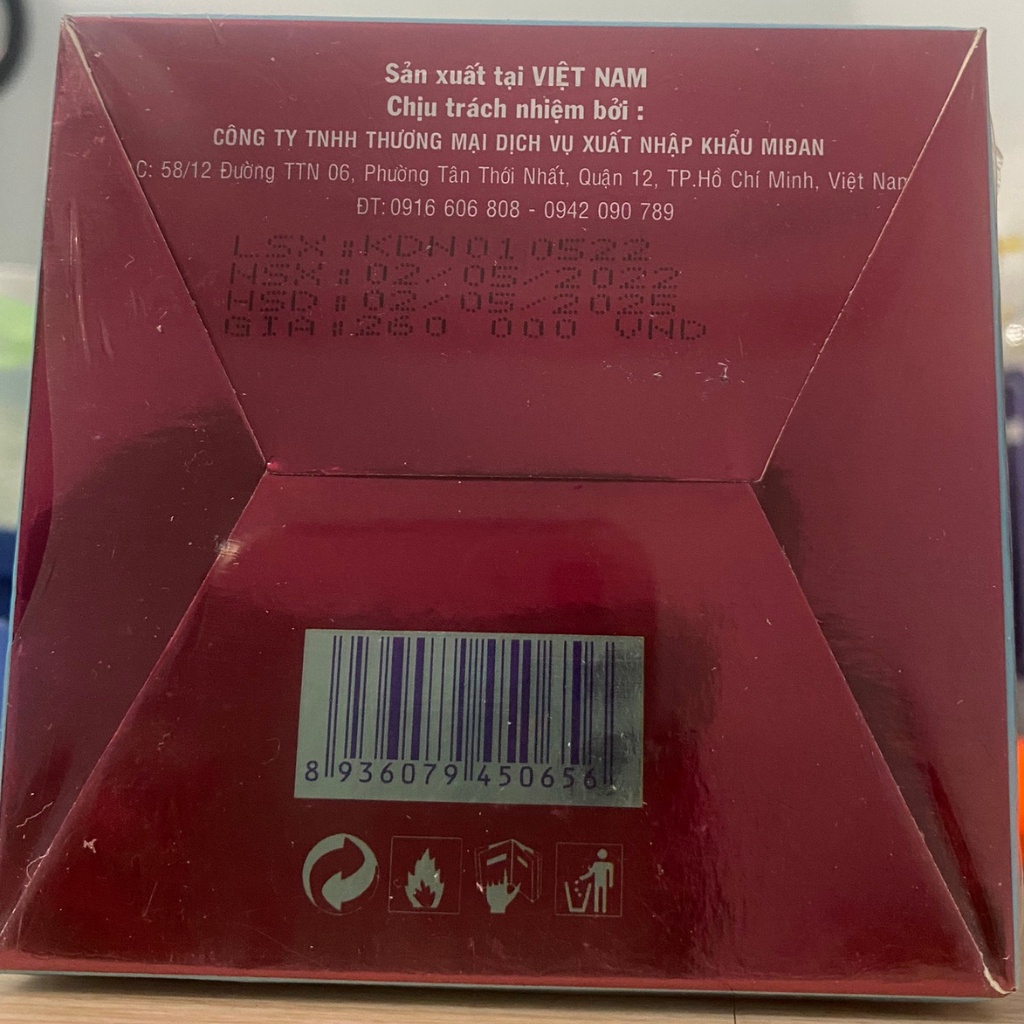 Sản xuất tại VIỆT NAM
Chịu trách nhiệm bởi :
CÔNG TY TNHH THƯƠNG MẠI DỊCH VỤ XUẤT NHẬP KHẨU MIĐAN
C: 58/12 Đường TTN 06, Phường Tân Thới Nhất, Quận 12, TP.Hồ Chí Minh, Việt Nam
ĐT: 0916 606 808 - 0942 090 789
LSX :KDN010522
NSX :02/05/2022
HSD :02/05/2025
GIA :260 000 VND
8 936079 450656